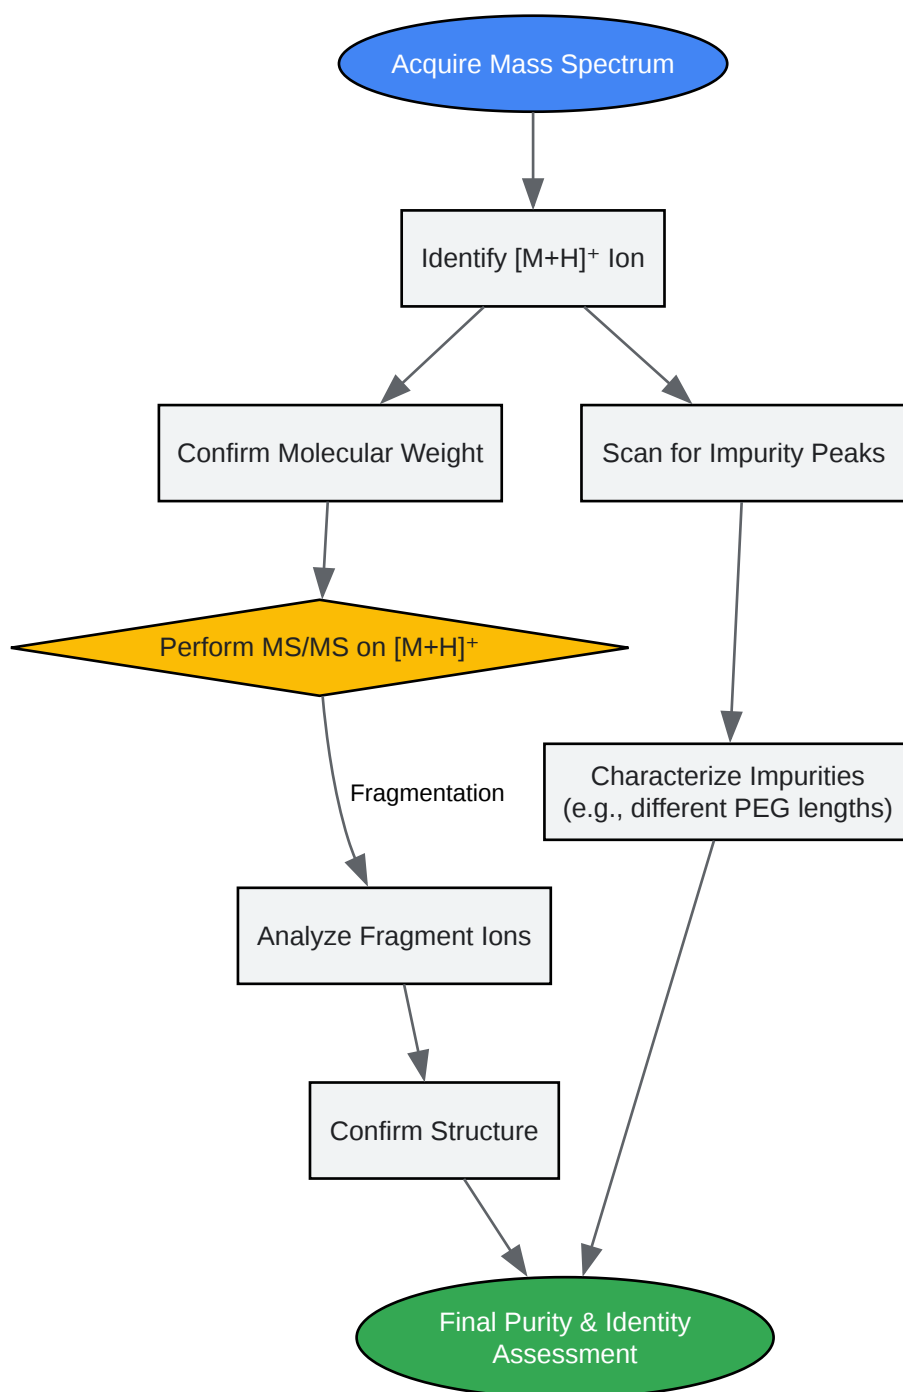 Acquire Mass Spectrum
Identify [M+H]⁺ Ion
Confirm Molecular Weight
Scan for Impurity Peaks
Perform MS/MS on [M+H]⁺
Characterize Impurities
(e.g., different PEG lengths)
Fragmentation
Analyze Fragment Ions
Confirm Structure
Final Purity & Identity
Assessment